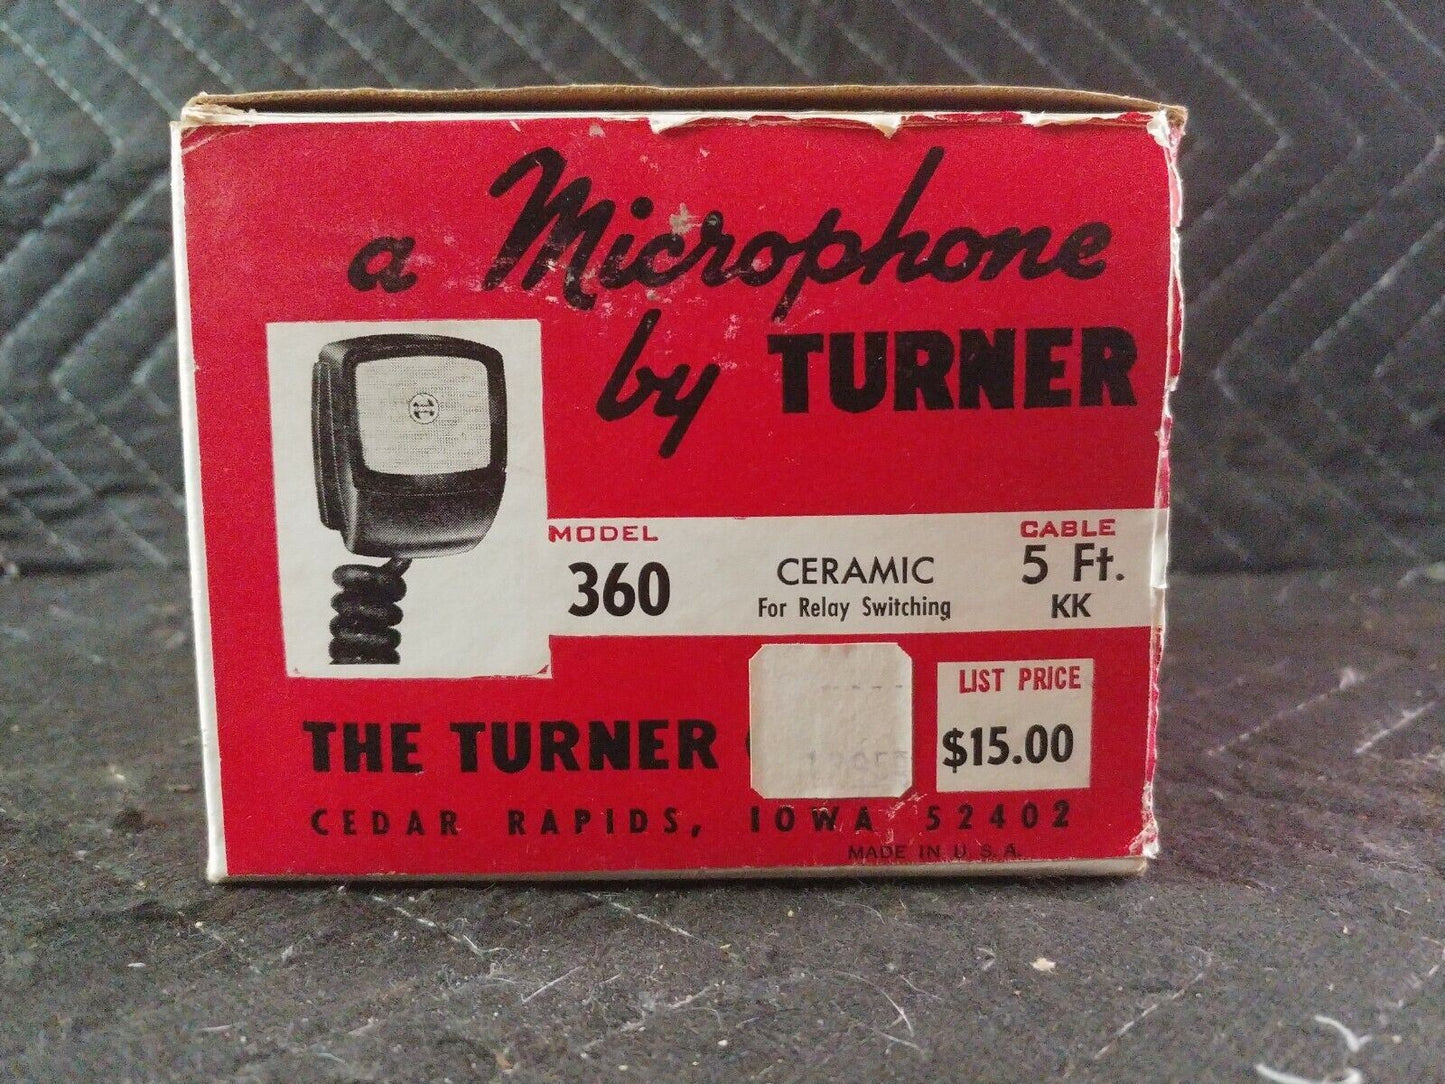 a Microphone
by TURNER
MODEL
360
CERAMIC
For Relay Switching
CABLE
5 Ft.
KK
LIST PRICE
$15.00
THE TURNER
CEDAR RAPIDS, IOWA 52402
MADE IN U.S.A.